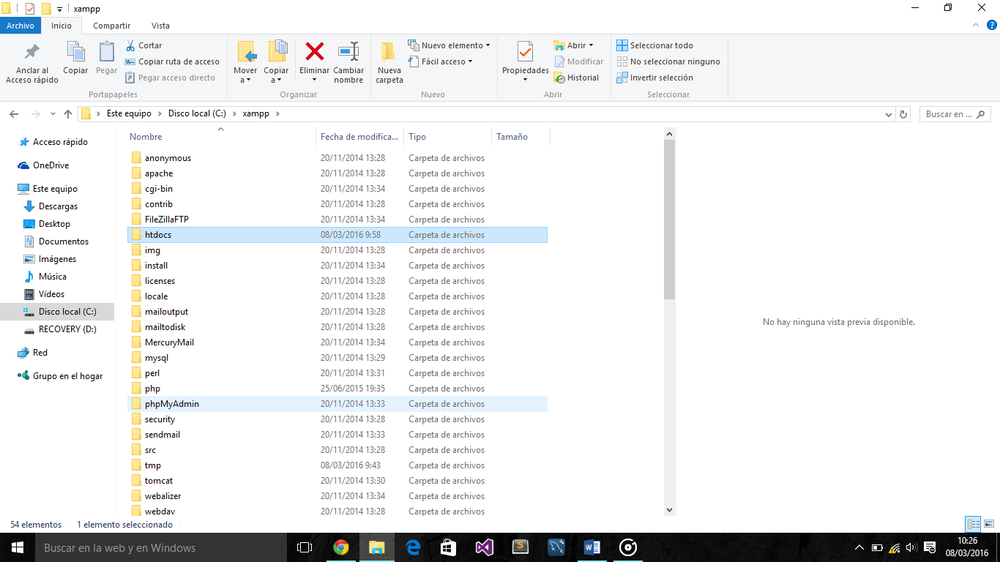 xampp
Archivo Inicio Compartir Vista
Anclar al Acceso rápido
Copiar
Pegar
Cortar
Copiar ruta de acceso
Pegar acceso directo
Portapapeles
Mover a
Copiar a
Eliminar
Cambiar nombre
Organizar
Nueva carpeta
Nuevo elemento
Fácil acceso
Nuevo
Propiedades
Abrir
Modificar
Historial
Abrir
Seleccionar todo
No seleccionar ninguno
Invertir selección
Seleccionar
Este equipo Disco local (C:) xampp
Buscar en ...
Acceso rápido
OneDrive
Este equipo
Descargas
Desktop
Documentos
Imágenes
Música
Vídeos
Disco local (C:)
RECOVERY (D:)
Red
Grupo en el hogar
Nombre Fecha de modifica... Tipo Tamaño
anonymous 20/11/2014 13:28 Carpeta de archivos
apache 20/11/2014 13:28 Carpeta de archivos
cgi-bin 20/11/2014 13:34 Carpeta de archivos
contrib 20/11/2014 13:28 Carpeta de archivos
FileZillaFTP 20/11/2014 13:34 Carpeta de archivos
htdocs 08/03/2016 9:58 Carpeta de archivos
img 20/11/2014 13:28 Carpeta de archivos
install 20/11/2014 13:34 Carpeta de archivos
licenses 20/11/2014 13:28 Carpeta de archivos
locale 20/11/2014 13:28 Carpeta de archivos
mailoutput 20/11/2014 13:28 Carpeta de archivos
mailtodisk 20/11/2014 13:28 Carpeta de archivos
MercuryMail 20/11/2014 13:34 Carpeta de archivos
mysql 20/11/2014 13:29 Carpeta de archivos
perl 20/11/2014 13:31 Carpeta de archivos
php 25/06/2015 19:35 Carpeta de archivos
phpMyAdmin 20/11/2014 13:33 Carpeta de archivos
security 20/11/2014 13:28 Carpeta de archivos
sendmail 20/11/2014 13:33 Carpeta de archivos
src 20/11/2014 13:28 Carpeta de archivos
tmp 08/03/2016 9:43 Carpeta de archivos
tomcat 20/11/2014 13:30 Carpeta de archivos
webalizer 20/11/2014 13:34 Carpeta de archivos
webdav 20/11/2014 13:28 Carpeta de archivos
No hay ninguna vista previa disponible.
54 elementos 1 elemento seleccionado
Buscar en la web y en Windows
10:26
08/03/2016